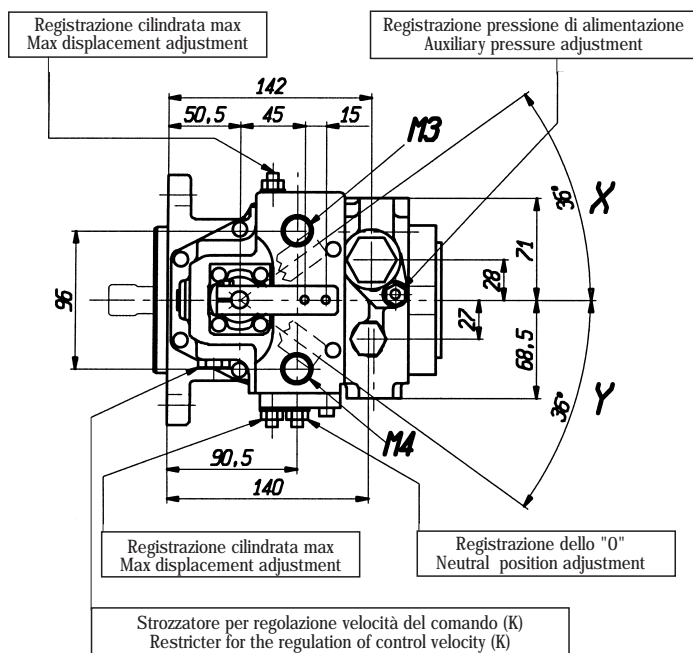 Registrazione cilindrata max
Max displacement adjustment
Registrazione pressione di alimentazione
Auxiliary pressure adjustment
142
50,5
45
15
M3
36°
X
71
28
96
27
68,5
36°
Y
M4
90,5
140
Registrazione cilindrata max
Max displacement adjustment
Registrazione dello "0"
Neutral position adjustment
Strozzatore per regolazione velocità del comando (K)
Restricter for the regulation of control velocity (K)